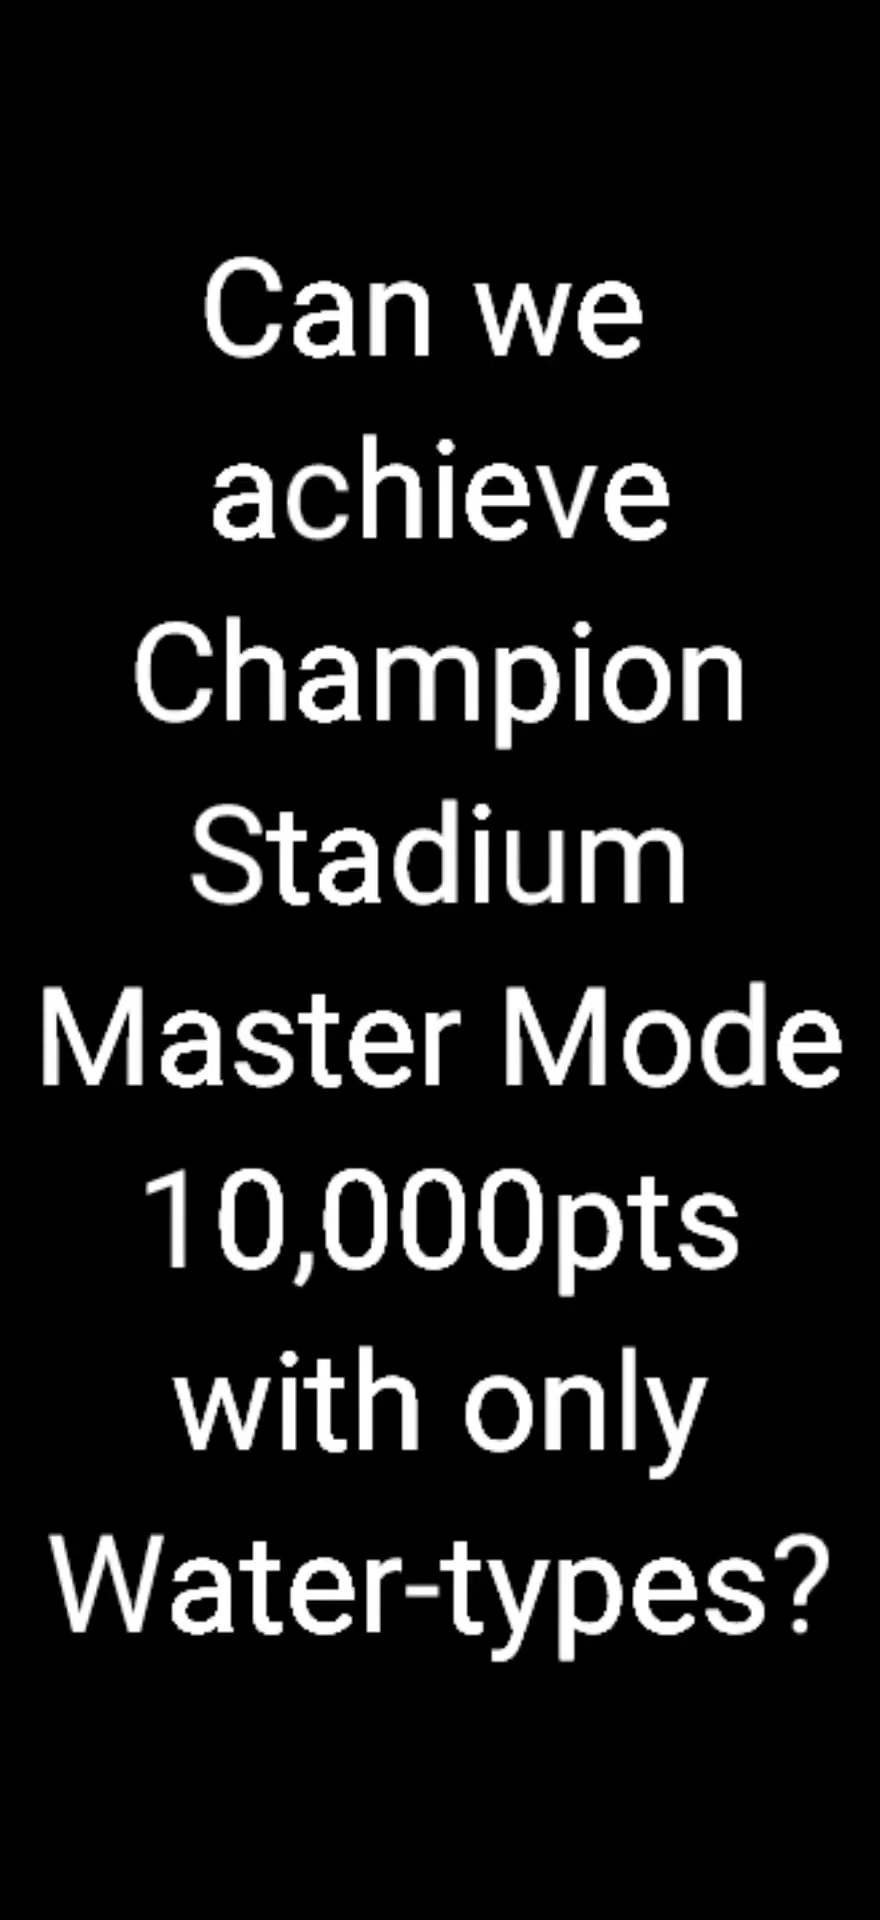 Can we
achieve
Champion
Stadium
Master Mode
10,000pts
with only
Water-types?